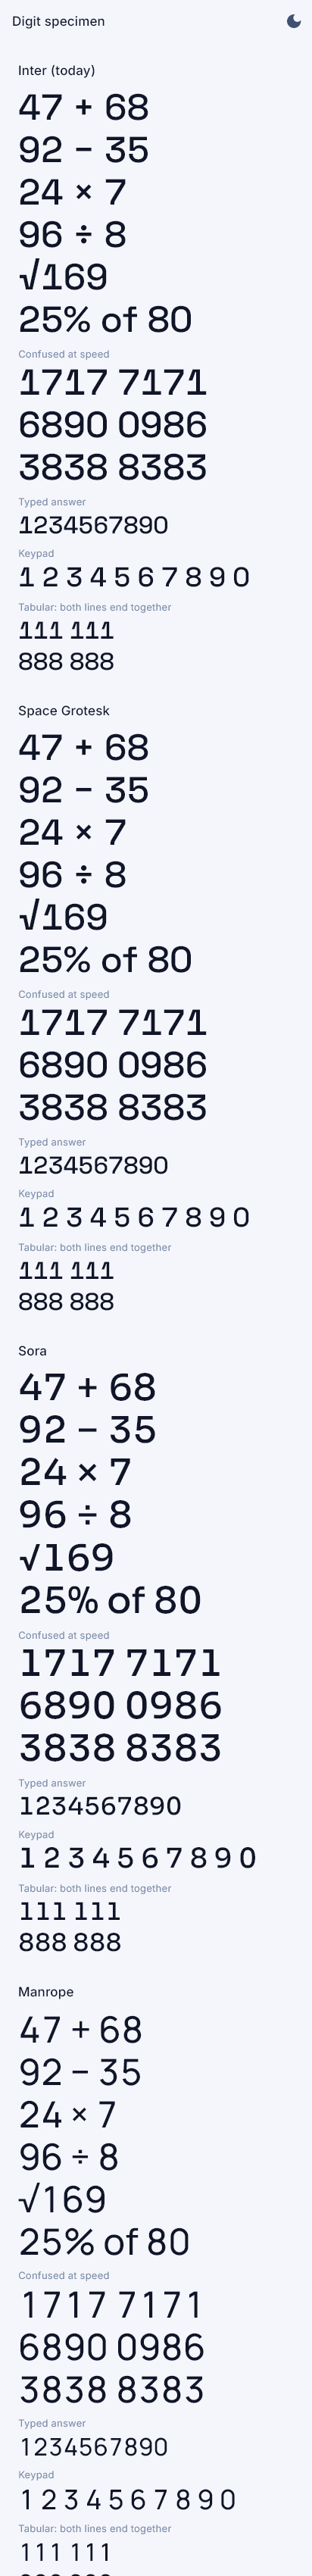 Digit specimen
Inter (today)
47 + 68
92 − 35
24 × 7
96 ÷ 8
√169
25% of 80
Confused at speed
1717 7171
6890 0986
3838 8383
Typed answer
1234567890
Keypad
1 2 3 4 5 6 7 8 9 0
Tabular: both lines end together
111 111
888 888
Space Grotesk
47 + 68
92 − 35
24 × 7
96 ÷ 8
√169
25% of 80
Confused at speed
1717 7171
6890 0986
3838 8383
Typed answer
1234567890
Keypad
1 2 3 4 5 6 7 8 9 0
Tabular: both lines end together
111 111
888 888
Sora
47 + 68
92 − 35
24 × 7
96 ÷ 8
√169
25% of 80
Confused at speed
1717 7171
6890 0986
3838 8383
Typed answer
1234567890
Keypad
1 2 3 4 5 6 7 8 9 0
Tabular: both lines end together
111 111
888 888
Manrope
47 + 68
92 − 35
24 × 7
96 ÷ 8
√169
25% of 80
Confused at speed
1717 7171
6890 0986
3838 8383
Typed answer
1234567890
Keypad
1 2 3 4 5 6 7 8 9 0
Tabular: both lines end together
111 111